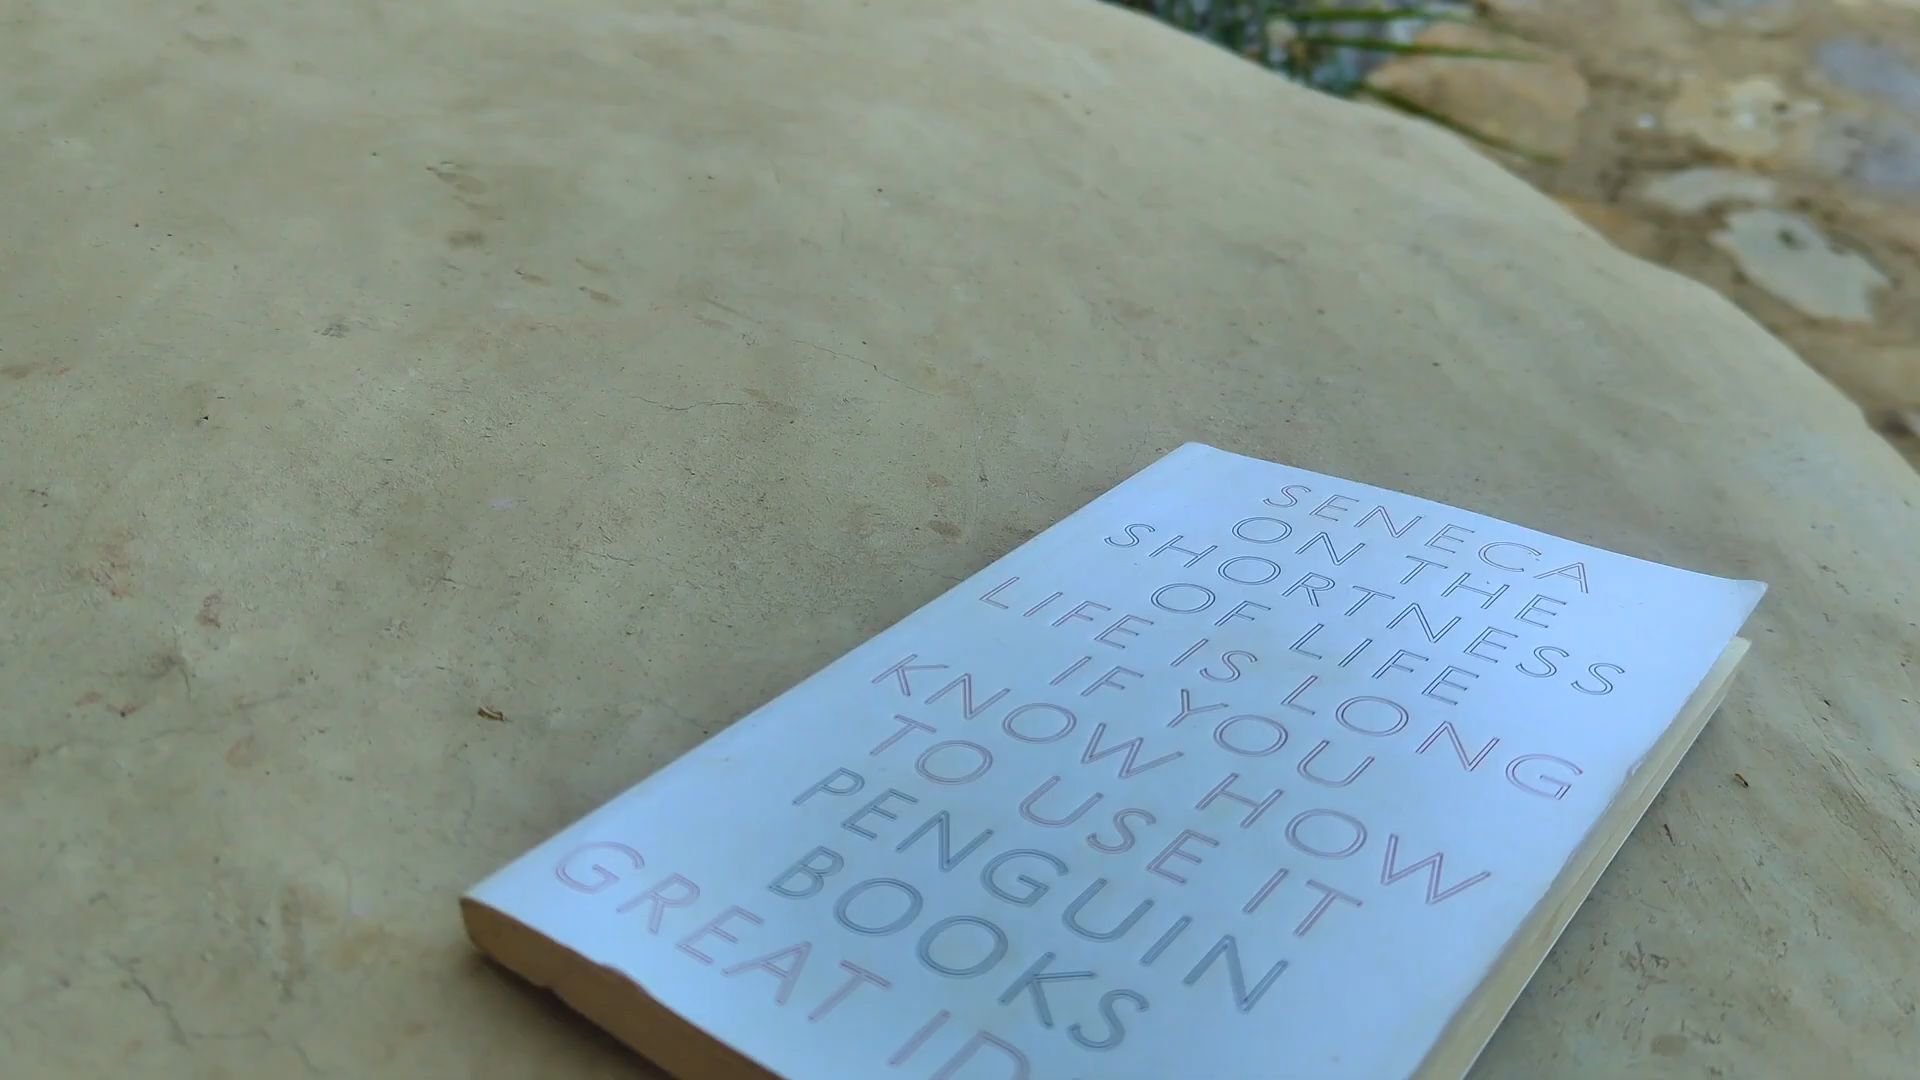 SENECA
ON THE
SHORTNESS
OF LIFE
LIFE IS LONG
IF YOU
KNOW HOW
TO USE IT
PENGUIN
BOOKS
GREAT